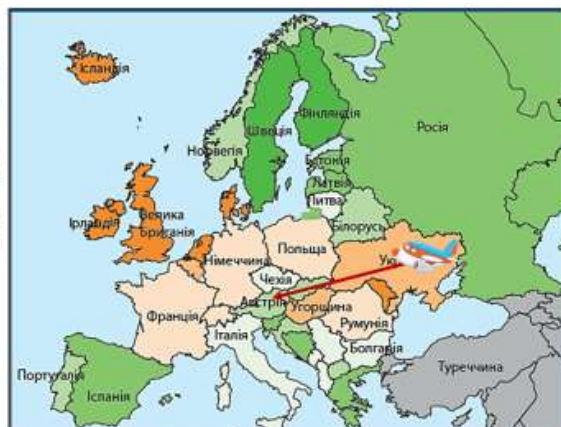 Ісландія
Фінляндія
Швеція
Норвегія
Росія
Естонія
Латвія
Литва
Білорусь
Ірландія
Велика
Британія
Німеччина
Польща
Ук
Чехія
Австрія
Угорщина
Франція
Румунія
Італія
Болгарія
Туреччина
Португалія
Іспанія